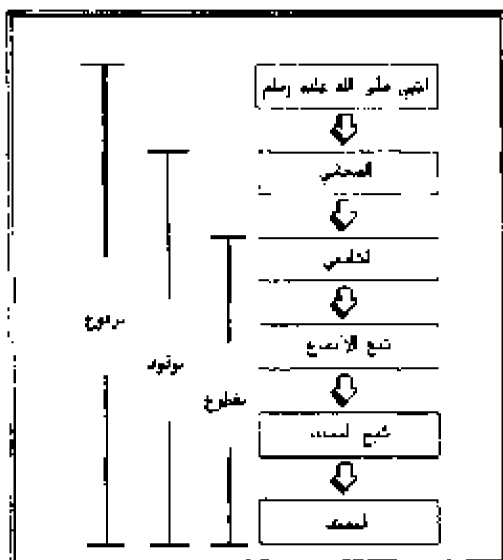 النبي صلى الله عليه وسلم
الصحابي
التابعي
تبع الأتباع
شيخ المصنف
المصنف
مرفوع
موقوف
مقطوع